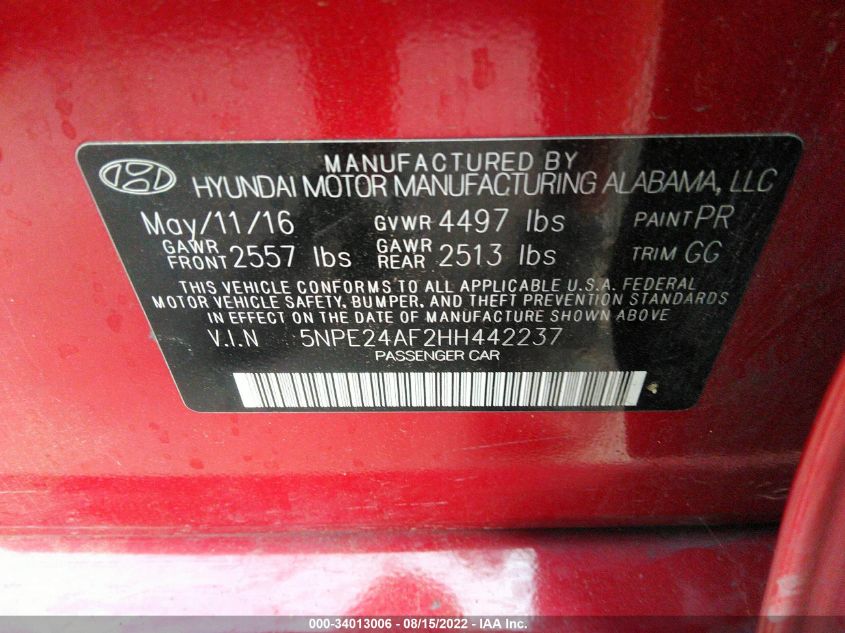 MANUFACTURED BY
HYUNDAI MOTOR MANUFACTURING ALABAMA, LLC
May/11/16 GVWR 4497 lbs PAINT PR
GAWR FRONT 2557 lbs GAWR REAR 2513 lbs TRIM GG
THIS VEHICLE CONFORMS TO ALL APPLICABLE U.S.A. FEDERAL
MOTOR VEHICLE SAFETY, BUMPER, AND THEFT PREVENTION STANDARDS
IN EFFECT ON THE DATE OF MANUFACTURE SHOWN ABOVE
V.I.N 5NPE24AF2HH442237
PASSENGER CAR
000-34013006 - 08/15/2022 - IAA Inc.